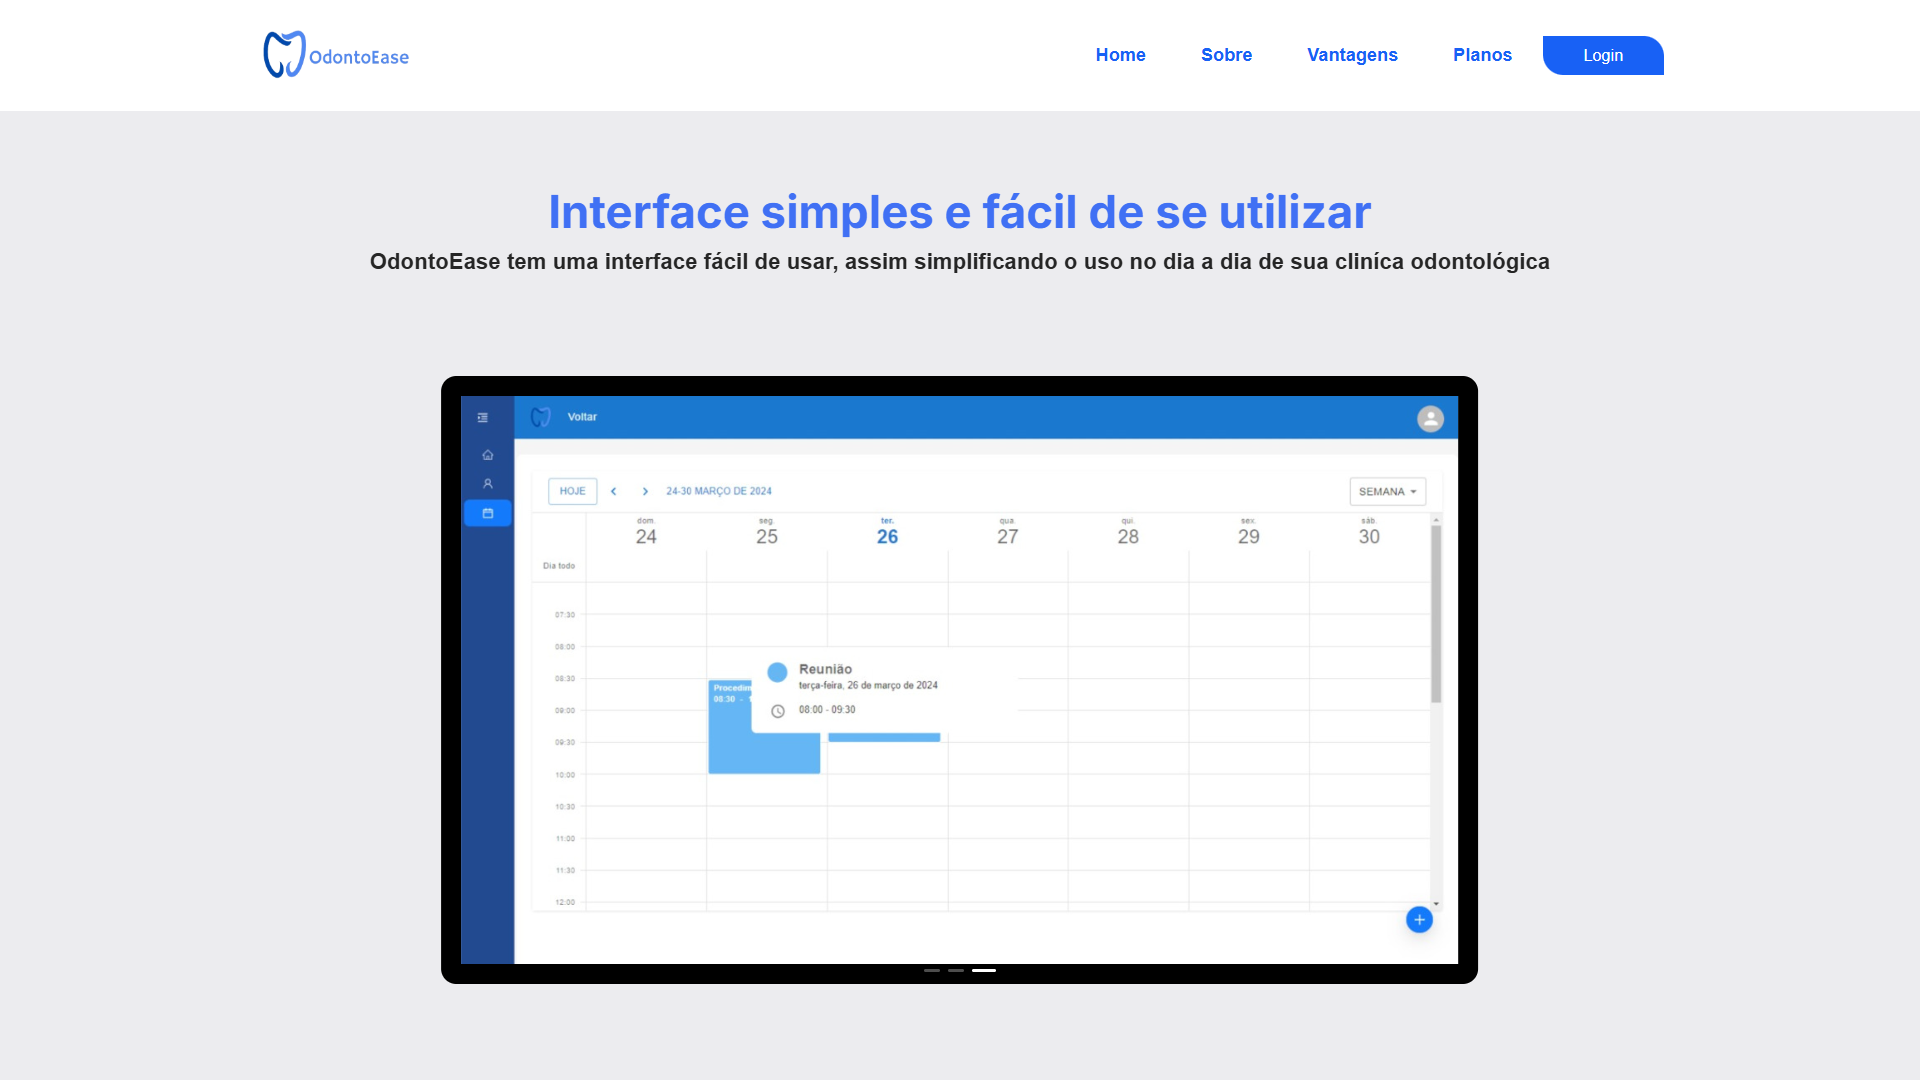 OdontoEase
Home
Sobre
Vantagens
Planos
Login
Interface simples e fácil de se utilizar
OdontoEase tem uma interface fácil de usar, assim simplificando o uso no dia a dia de sua cliníca odontológica
Voltar
HOJE
24-30 MARÇO DE 2024
SEMANA
dom.
24
seg.
25
ter.
26
qua.
27
qui.
28
sex.
29
sáb.
30
Dia todo
07:30
08:00
08:30
09:00
09:30
10:00
10:30
11:00
11:30
12:00
Procedim
08:30 - 1
Reunião
terça-feira, 26 de março de 2024
08:00 - 09:30